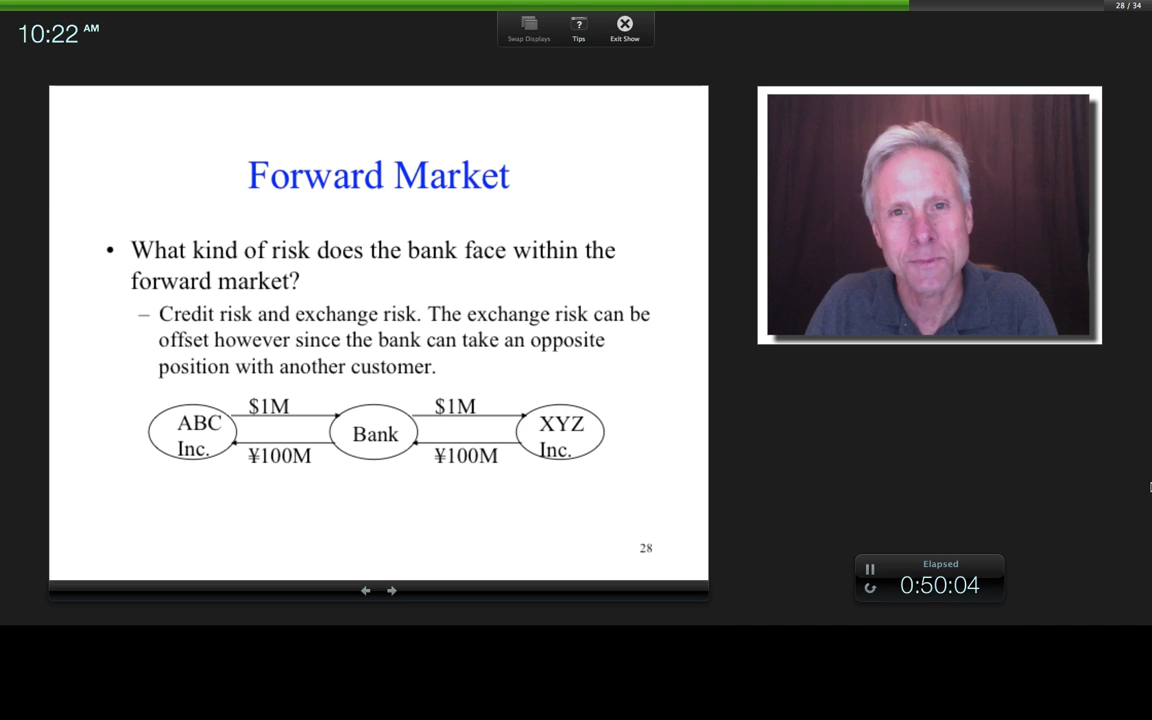 28 / 34
10:22 AM
Swap Displays
Tips
Exit Show
Forward Market
• What kind of risk does the bank face within the
forward market?
– Credit risk and exchange risk. The exchange risk can be
offset however since the bank can take an opposite
position with another customer.
$1M $1M
ABC Bank XYZ
Inc. Inc.
¥100M ¥100M
28
Elapsed
0:50:04